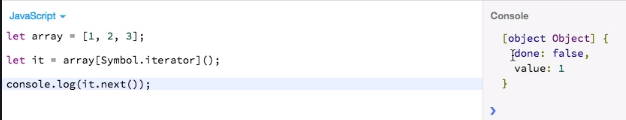 JavaScript
Console
let array = [1, 2, 3];
let it = array[Symbol.iterator]();
console.log(it.next());
[object Object] {
done: false,
value: 1
}